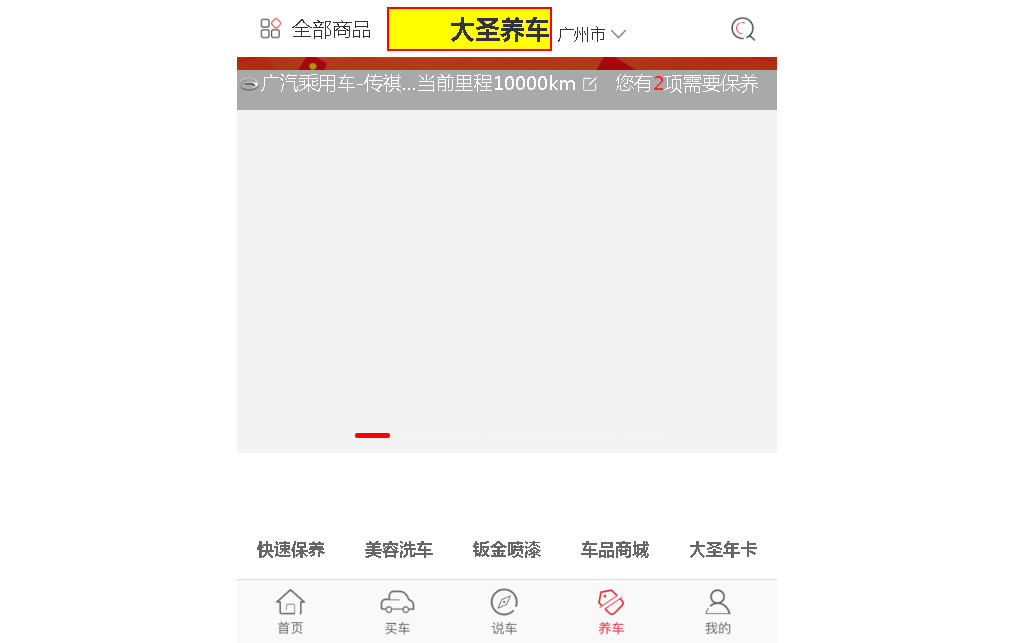 全部商品 大圣养车 广州市
广汽乘用车-传祺...当前里程10000km 您有2项需要保养
快速保养 美容洗车 钣金喷漆 车品商城 大圣年卡
首页 买车 说车 养车 我的